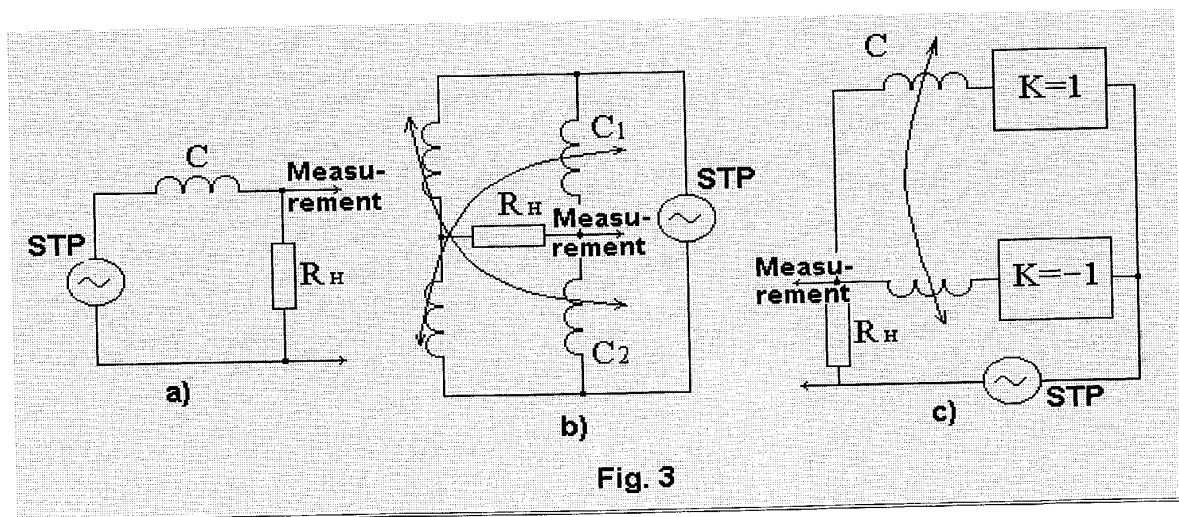 C
Measu-
rement
STP
RH
a)
C1
STP
RH
Measu-
rement
C2
b)
C
K=1
Measu-
rement
K=-1
RH
STP
c)
Fig. 3